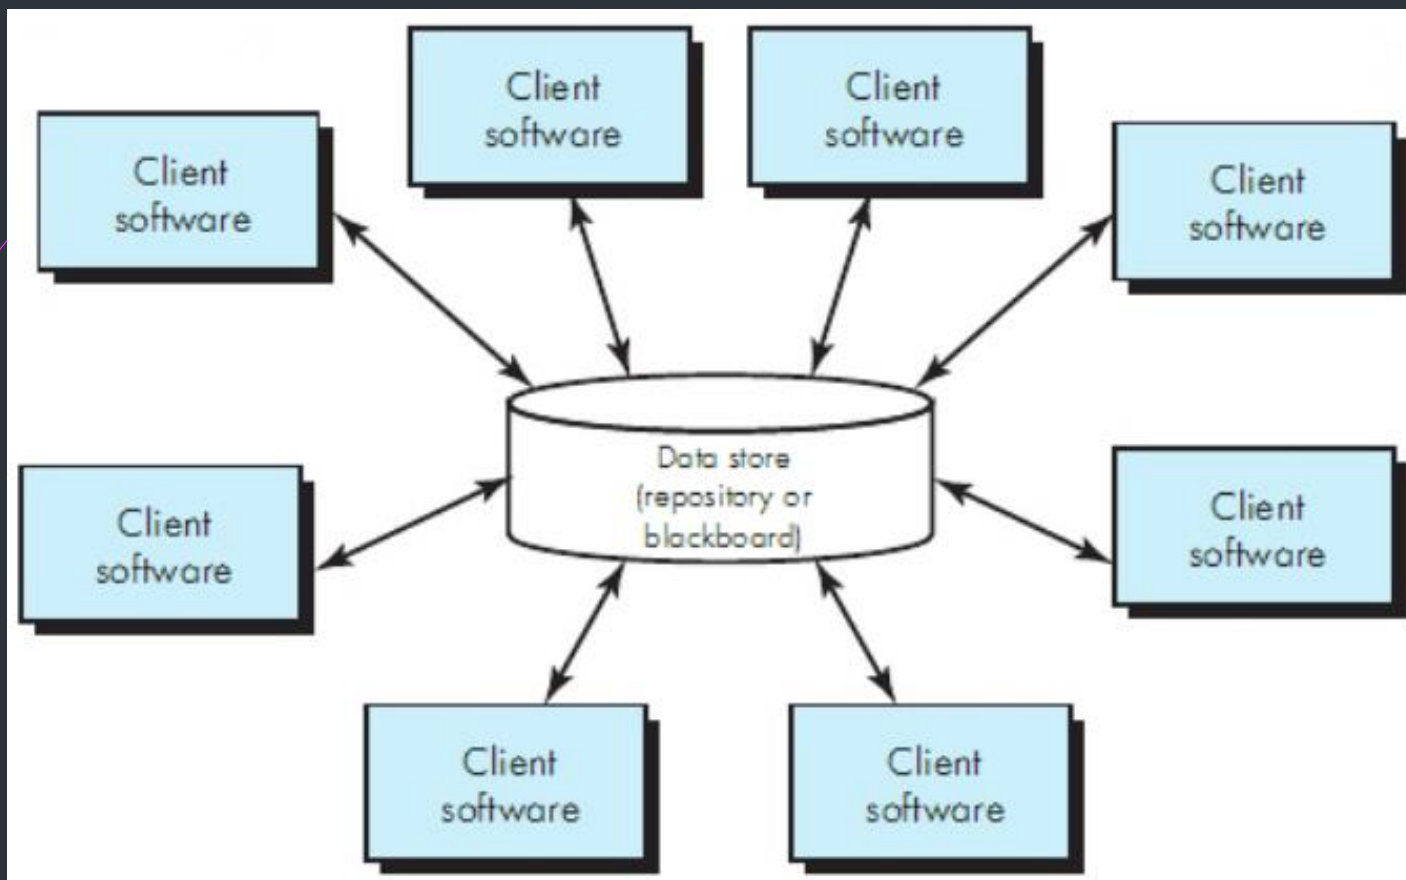 Client
software
Client
software
Client
software
Client
software
Data store
(repository or
blackboard)
Client
software
Client
software
Client
software
Client
software